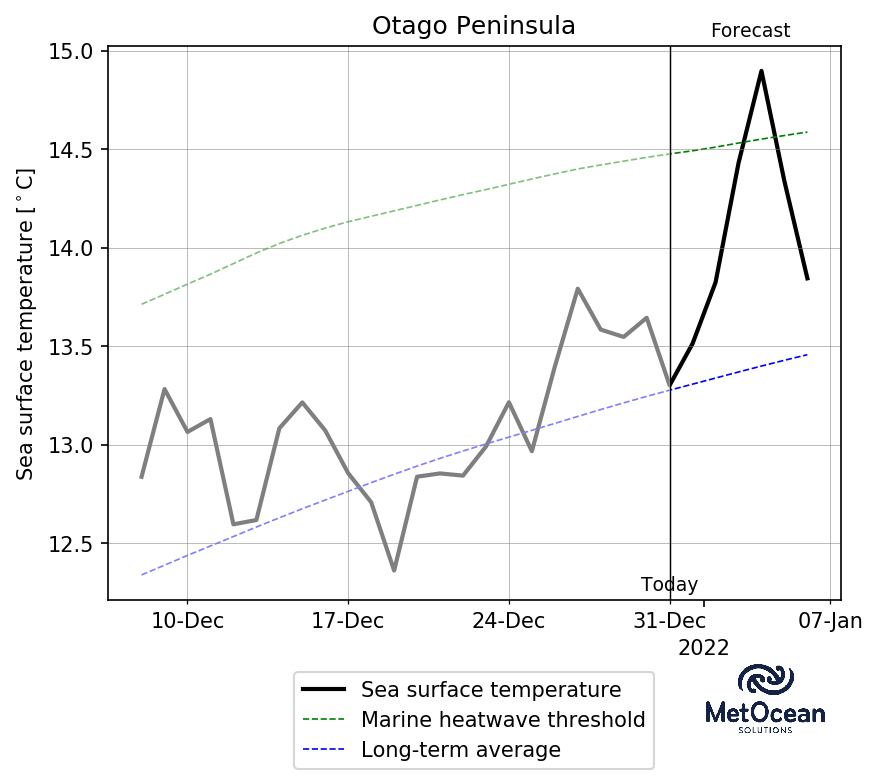 Otago Peninsula
Forecast
Sea surface temperature [°C]
15.0
14.5
14.0
13.5
13.0
12.5
Today
10-Dec
17-Dec
24-Dec
31-Dec
07-Jan
2022
Sea surface temperature
Marine heatwave threshold
Long-term average
MetOcean
SOLUTIONS